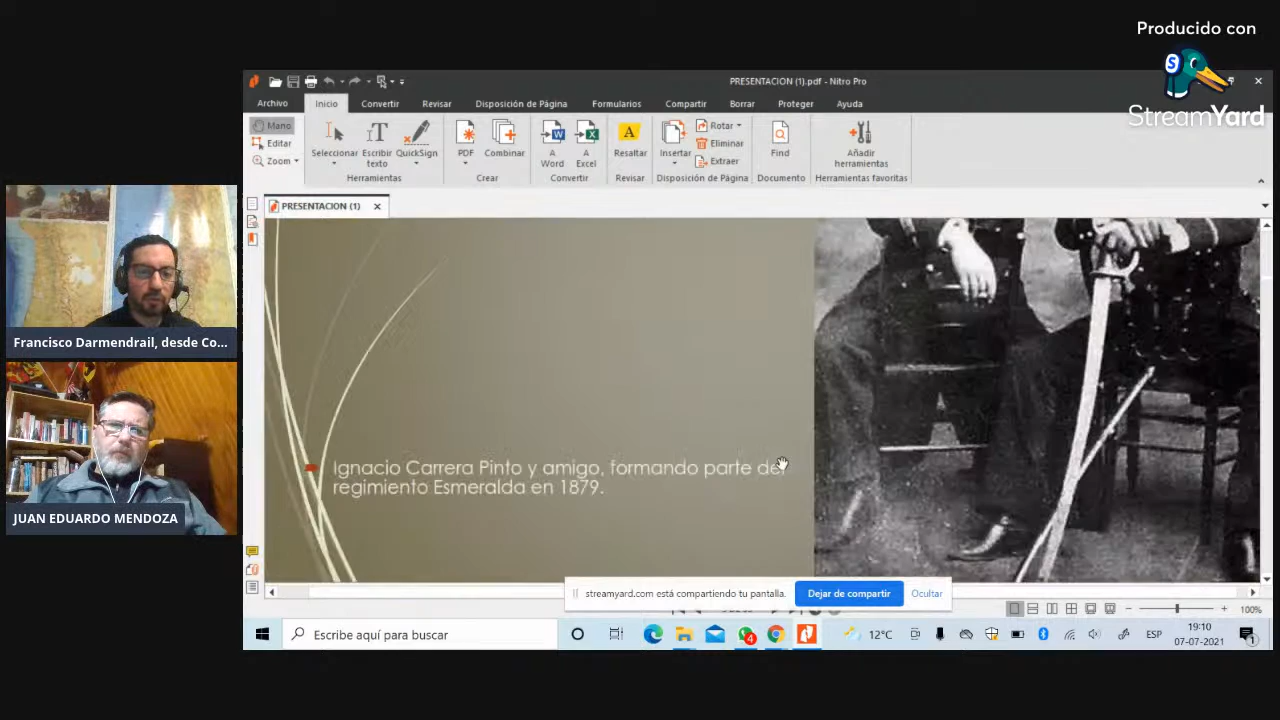 Producido con
StreamYard
PRESENTACION (1).pdf - Nitro Pro
Archivo Inicio Convertir Revisar Disposición de Página Formularios Compartir Borrar Proteger Ayuda
Mano
Editar
Zoom
Seleccionar
Escribir texto
QuickSign
Herramientas
PDF
Combinar
Crear
A Word
A Excel
Convertir
Resaltar
Revisar
Insertar
Rotar
Eliminar
Extraer
Disposición de Página
Find
Documento
Añadir herramientas
Herramientas favoritas
PRESENTACION (1)
Francisco Darmendrail, desde Co...
JUAN EDUARDO MENDOZA
Ignacio Carrera Pinto y amigo, formando parte del
regimiento Esmeralda en 1879.
streamyard.com está compartiendo tu pantalla.
Dejar de compartir
Ocultar
100%
Escribe aquí para buscar
4
12°C
ESP
19:10
07-07-2021
1